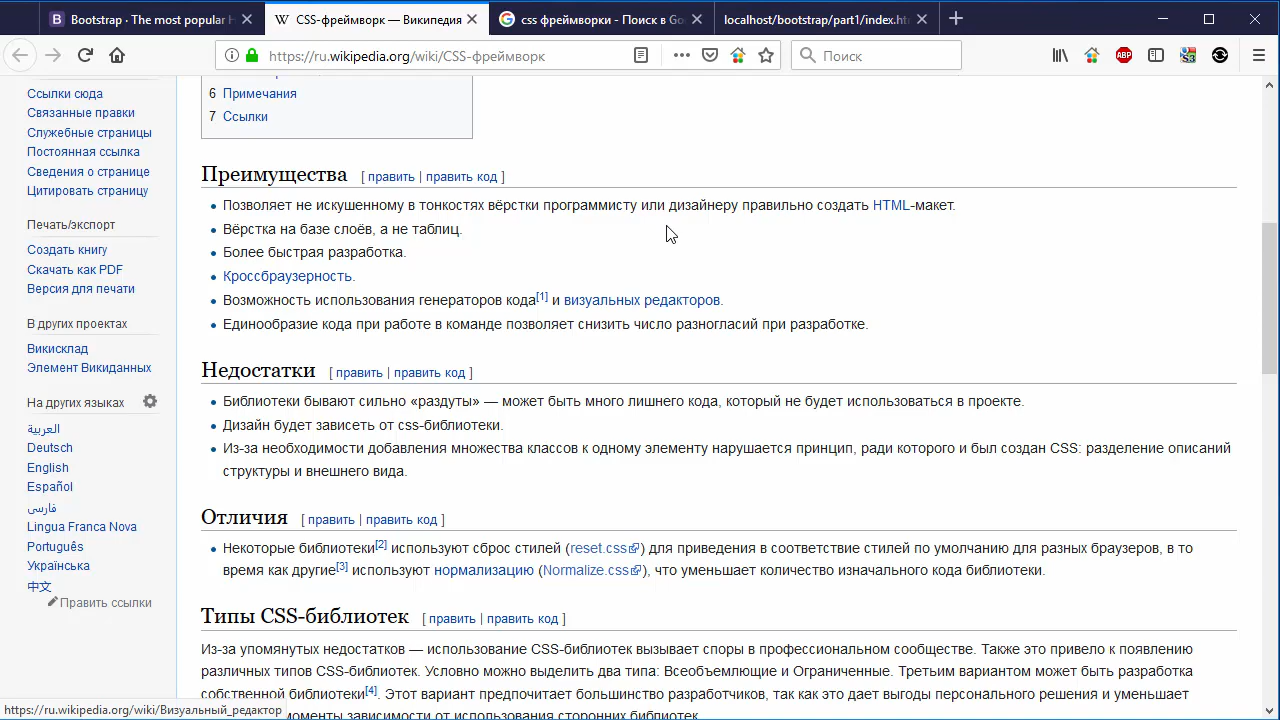 Bootstrap · The most popular H
CSS-фреймворк — Википедия
css фреймворки - Поиск в Go
localhost/bootstrap/part1/index.ht
https://ru.wikipedia.org/wiki/CSS-фреймворк
Поиск
ABP
Ссылки сюда
Связанные правки
Служебные страницы
Постоянная ссылка
Сведения о странице
Цитировать страницу
Печать/экспорт
Создать книгу
Скачать как PDF
Версия для печати
В других проектах
Викисклад
Элемент Викиданных
На других языках
العربية
Deutsch
English
Español
فارسی
Lingua Franca Nova
Português
Українська
中文
Править ссылки
6 Примечания
7 Ссылки
Преимущества [ править | править код ]
Позволяет не искушенному в тонкостях вёрстки программисту или дизайнеру правильно создать HTML-макет.
Вёрстка на базе слоёв, а не таблиц.
Более быстрая разработка.
Кроссбраузерность.
Возможность использования генераторов кода[1] и визуальных редакторов.
Единообразие кода при работе в команде позволяет снизить число разногласий при разработке.
Недостатки [ править | править код ]
Библиотеки бывают сильно «раздуты» — может быть много лишнего кода, который не будет использоваться в проекте.
Дизайн будет зависеть от css-библиотеки.
Из-за необходимости добавления множества классов к одному элементу нарушается принцип, ради которого и был создан CSS: разделение описаний
структуры и внешнего вида.
Отличия [ править | править код ]
Некоторые библиотеки[2] используют сброс стилей (reset.css) для приведения в соответствие стилей по умолчанию для разных браузеров, в то
время как другие[3] используют нормализацию (Normalize.css), что уменьшает количество изначального кода библиотеки.
Типы CSS-библиотек [ править | править код ]
Из-за упомянутых недостатков — использование CSS-библиотек вызывает споры в профессиональном сообществе. Также это привело к появлению
различных типов CSS-библиотек. Условно можно выделить два типа: Всеобъемлющие и Ограниченные. Третьим вариантом может быть разработка
собственной библиотеки[4]. Этот вариант предпочитает большинство разработчиков, так как это дает выгоды персонального решения и уменьшает
моменты зависимости от использования сторонних библиотек.
https://ru.wikipedia.org/wiki/Визуальный_редактор